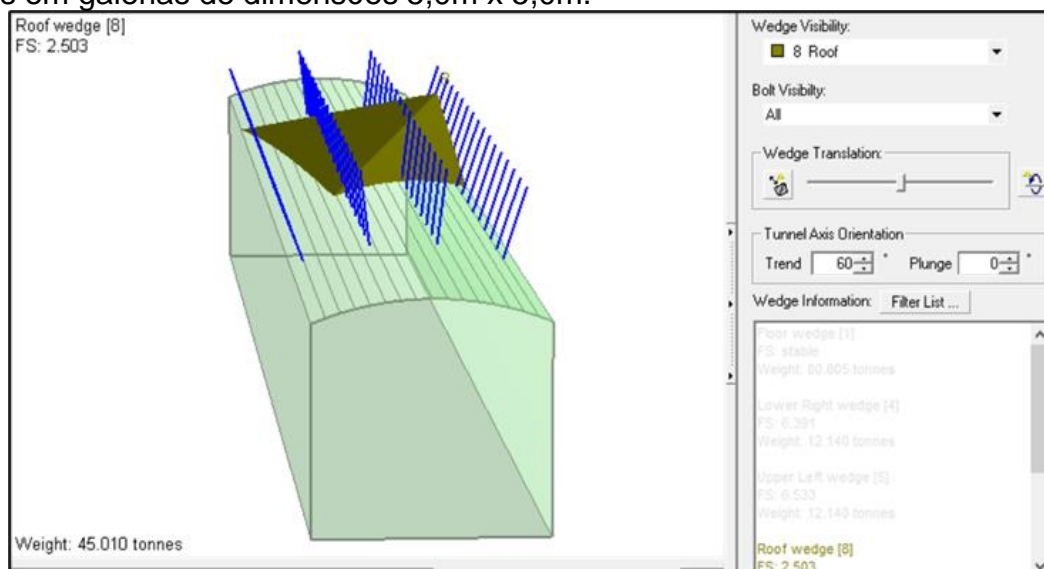 Roof wedge [8]
FS: 2.503
Weight: 45.010 tonnes
Wedge Visibility:
8 Roof
Bolt Visibilty:
All
Wedge Translation:
Tunnel Axis Orientation
Trend 60 ° Plunge 0 °
Wedge Information: Filter List ...
Floor wedge [1]
FS: stable
Weight: 80.605 tonnes
Lower Right wedge [4]
FS: 6.391
Weight: 12.140 tonnes
Upper Left wedge [5]
FS: 6.533
Weight: 12.140 tonnes
Roof wedge [8]
FS: 2.503